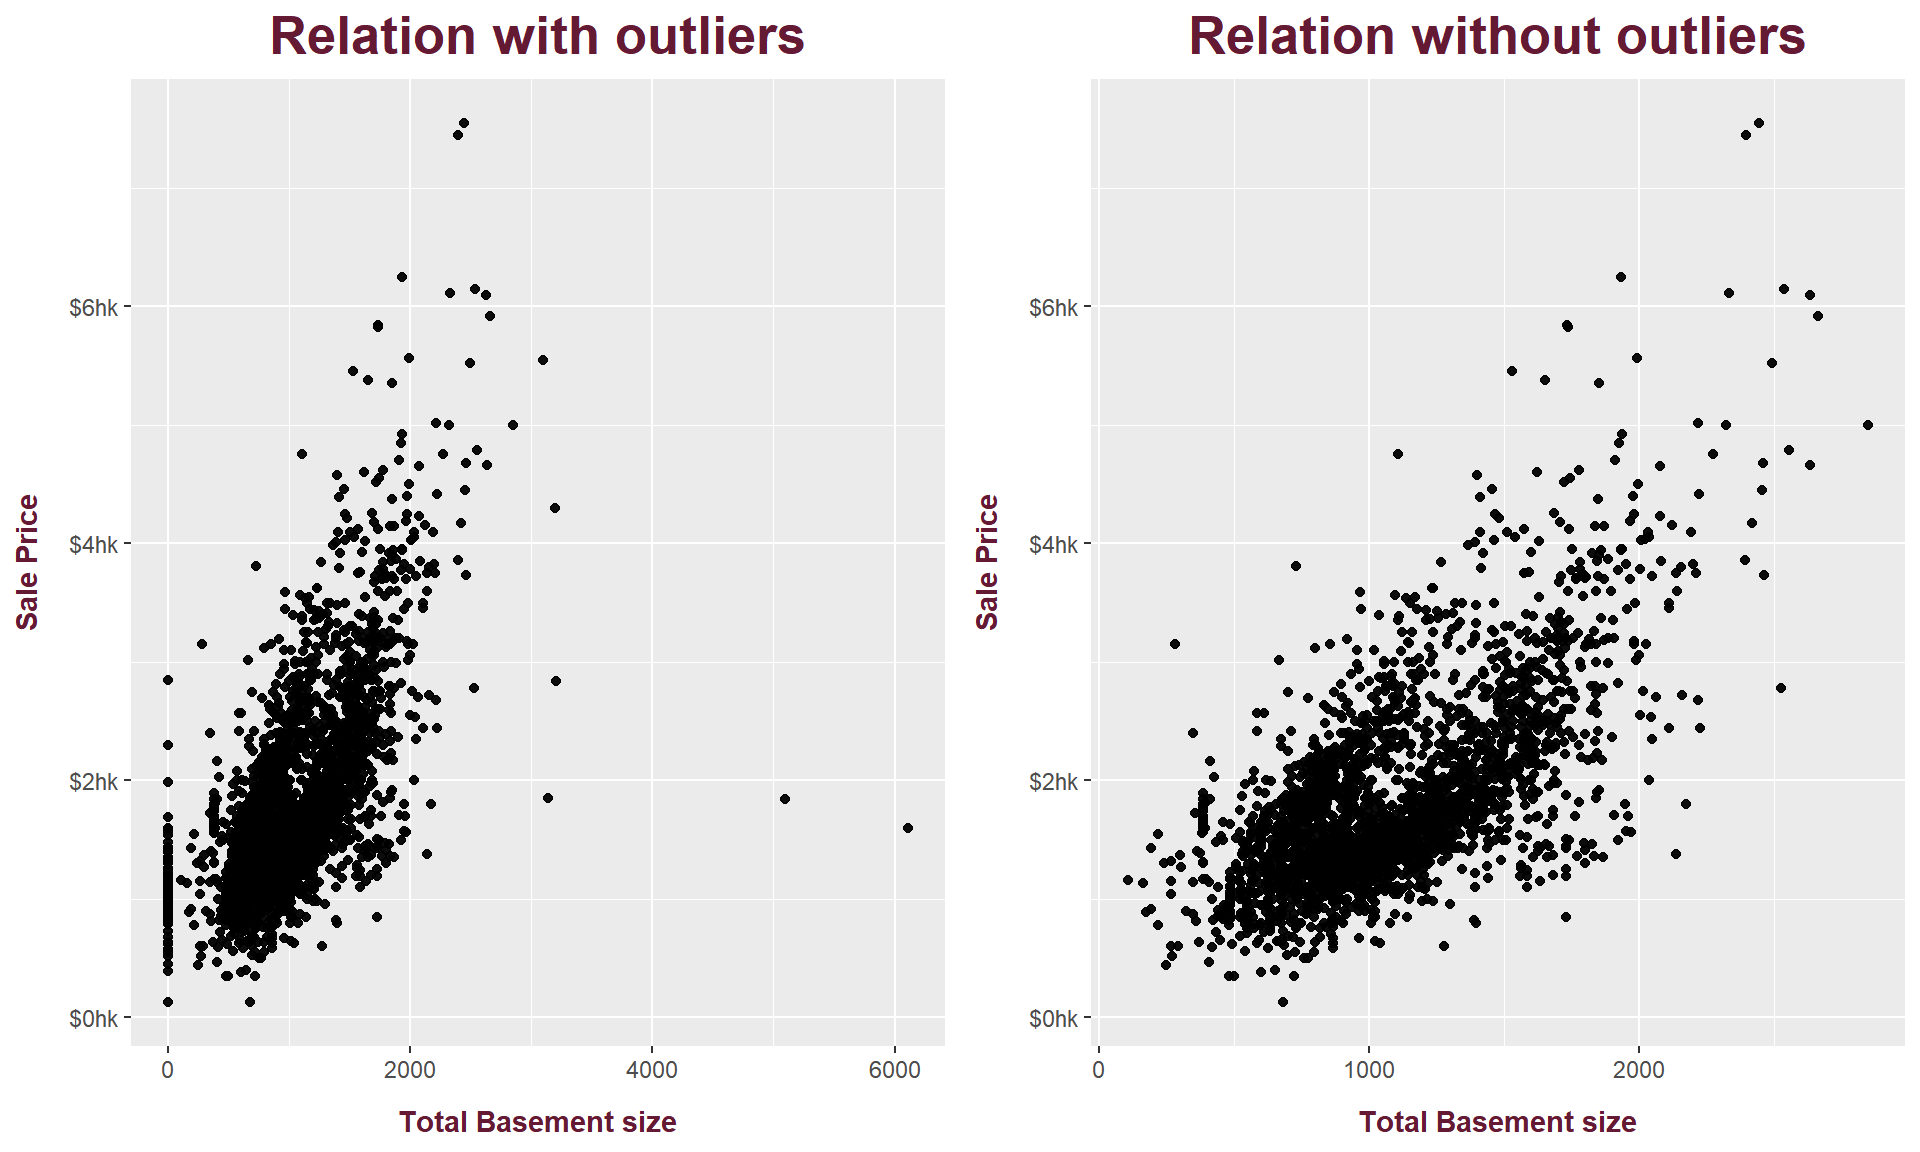 Relation with outliers
Sale Price
$6hk
$4hk
$2hk
$0hk
0 2000 4000 6000
Total Basement size
Relation without outliers
Sale Price
$6hk
$4hk
$2hk
$0hk
0 1000 2000
Total Basement size